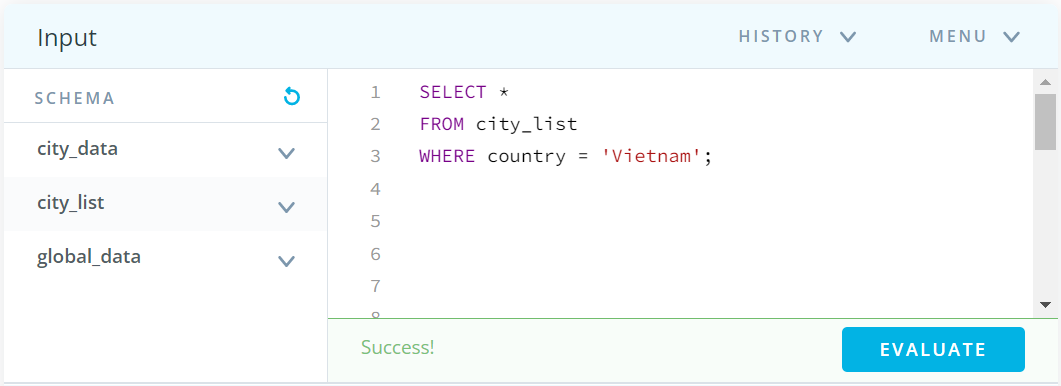 Input
HISTORY
MENU
SCHEMA
city_data
city_list
global_data
1 SELECT *
2 FROM city_list
3 WHERE country = 'Vietnam';
4
5
6
7
8
Success!
EVALUATE